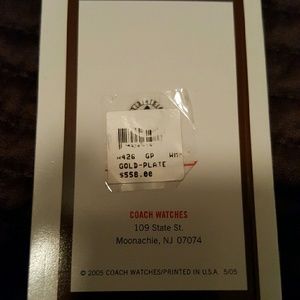 W426 GP
GOLD-PLATE
$558.00
COACH WATCHES
109 State St.
Moonachie, NJ 07074
© 2005 COACH WATCHES/PRINTED IN U.S.A. 5/05